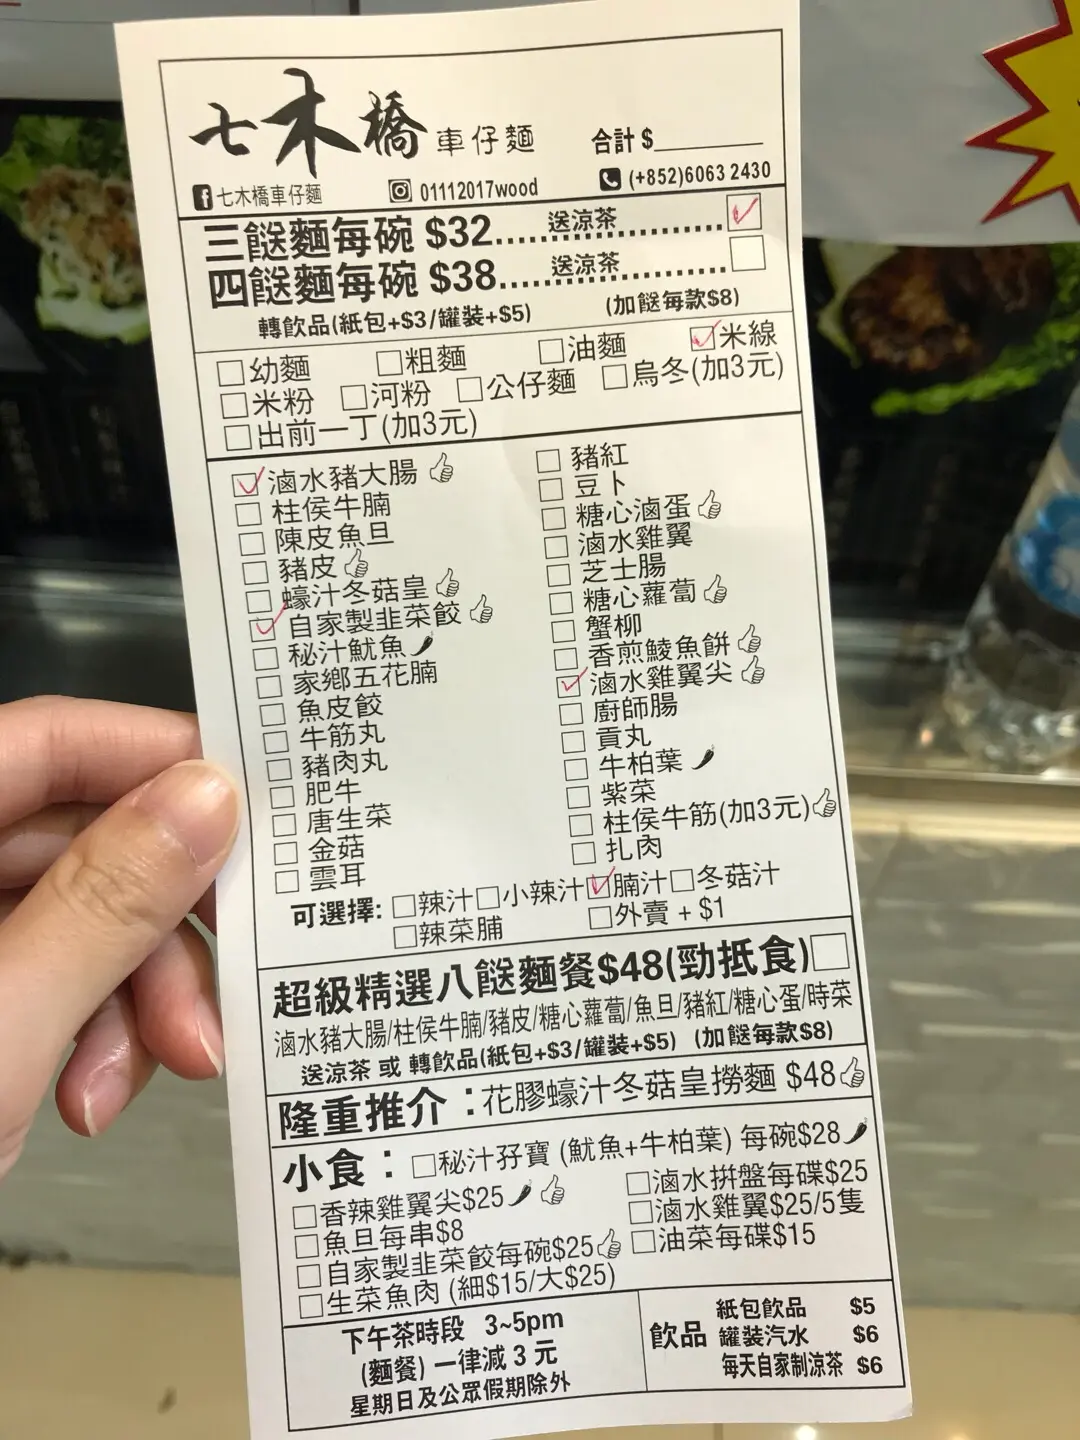 七木橋 車仔麵 合計 $
七木橋車仔麵 01112017wood (+852)6063 2430
三餸麵每碗 $32 送涼茶 ☑
四餸麵每碗 $38 送涼茶 ☐
轉飲品(紙包+$3/罐裝+$5) (加餸每款$8)
☐幼麵 ☐粗麵 ☐油麵 ☑米線
☐米粉 ☐河粉 ☐公仔麵 ☐烏冬(加3元)
☐出前一丁(加3元)
☑滷水豬大腸
☐柱侯牛腩
☐陳皮魚旦
☐豬皮
☐蠔汁冬菇皇
☑自家製韭菜餃
☐秘汁魷魚
☐家鄉五花腩
☐魚皮餃
☐牛筋丸
☐豬肉丸
☐肥牛
☐唐生菜
☐金菇
☐雲耳
☐豬紅
☐豆卜
☐糖心滷蛋
☐滷水雞翼
☐芝士腸
☐糖心蘿蔔
☐蟹柳
☐香煎鯪魚餅
☑滷水雞翼尖
☐廚師腸
☐貢丸
☐牛柏葉
☐紫菜
☐柱侯牛筋(加3元)
☐扎肉
可選擇: ☐辣汁 ☐小辣汁 ☑腩汁 ☐冬菇汁
☐辣菜脯 ☐外賣 + $1
超級精選八餸麵餐$48(勁抵食) ☐
滷水豬大腸/柱侯牛腩/豬皮/糖心蘿蔔/魚旦/豬紅/糖心蛋/時菜
送涼茶 或 轉飲品(紙包+$3/罐裝+$5) (加餸每款$8)
隆重推介：花膠蠔汁冬菇皇撈麵 $48
小食： ☐秘汁孖寶 (魷魚+牛柏葉) 每碗$28
☐香辣雞翼尖$25 ☐滷水拼盤每碟$25
☐魚旦每串$8 ☐滷水雞翼$25/5隻
☐自家製韭菜餃每碗$25 ☐油菜每碟$15
☐生菜魚肉 (細$15/大$25)
下午茶時段 3~5pm
(麵餐) 一律減 3 元
星期日及公眾假期除外
飲品 紙包飲品 $5
罐裝汽水 $6
每天自家制涼茶 $6